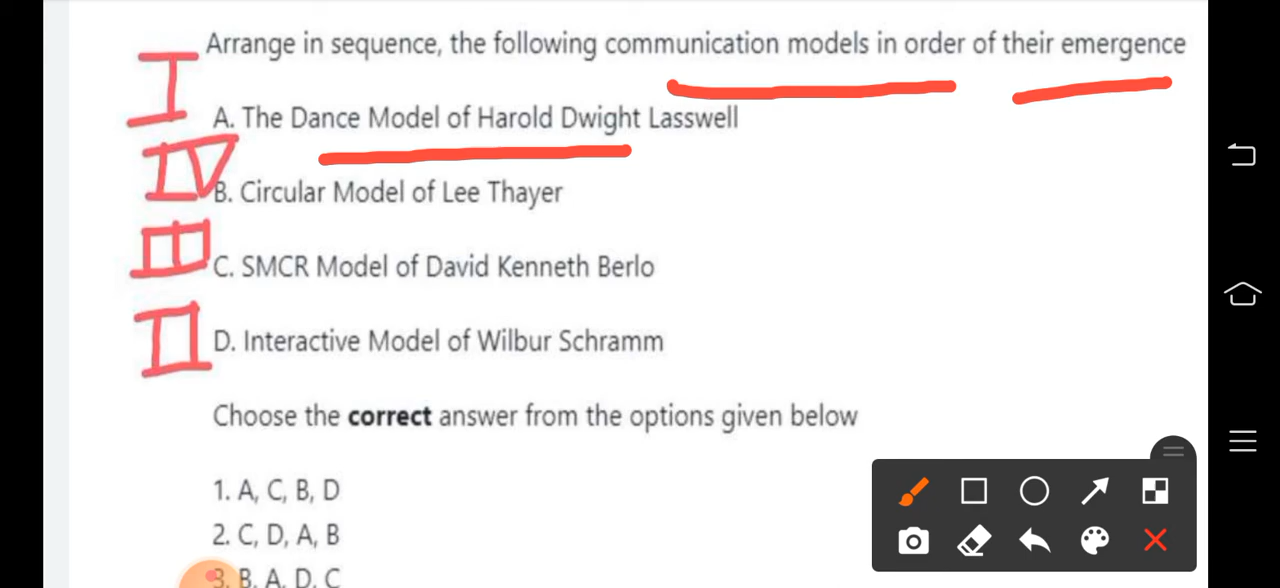 Arrange in sequence, the following communication models in order of their emergence
I
A. The Dance Model of Harold Dwight Lasswell
IV
B. Circular Model of Lee Thayer
III
C. SMCR Model of David Kenneth Berlo
II
D. Interactive Model of Wilbur Schramm
Choose the correct answer from the options given below
1. A, C, B, D
2. C, D, A, B
3. B, A, D, C